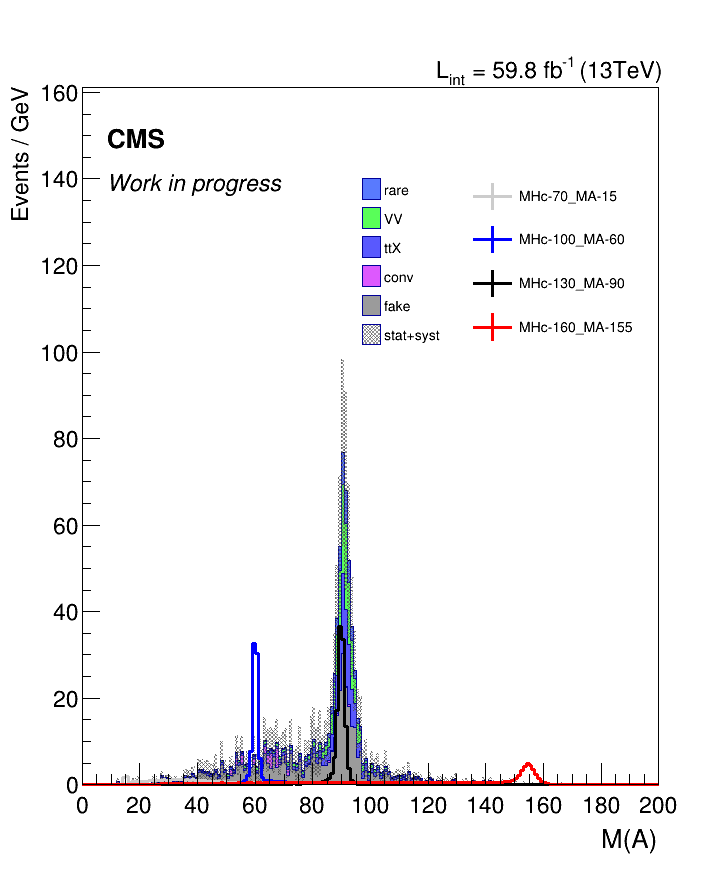 L_int = 59.8 fb^-1 (13TeV)
Events / GeV
160
140
120
100
80
60
40
20
0
CMS
Work in progress
rare
VV
ttX
conv
fake
stat+syst
MHc-70_MA-15
MHc-100_MA-60
MHc-130_MA-90
MHc-160_MA-155
0 20 40 60 80 100 120 140 160 180 200
M(A)